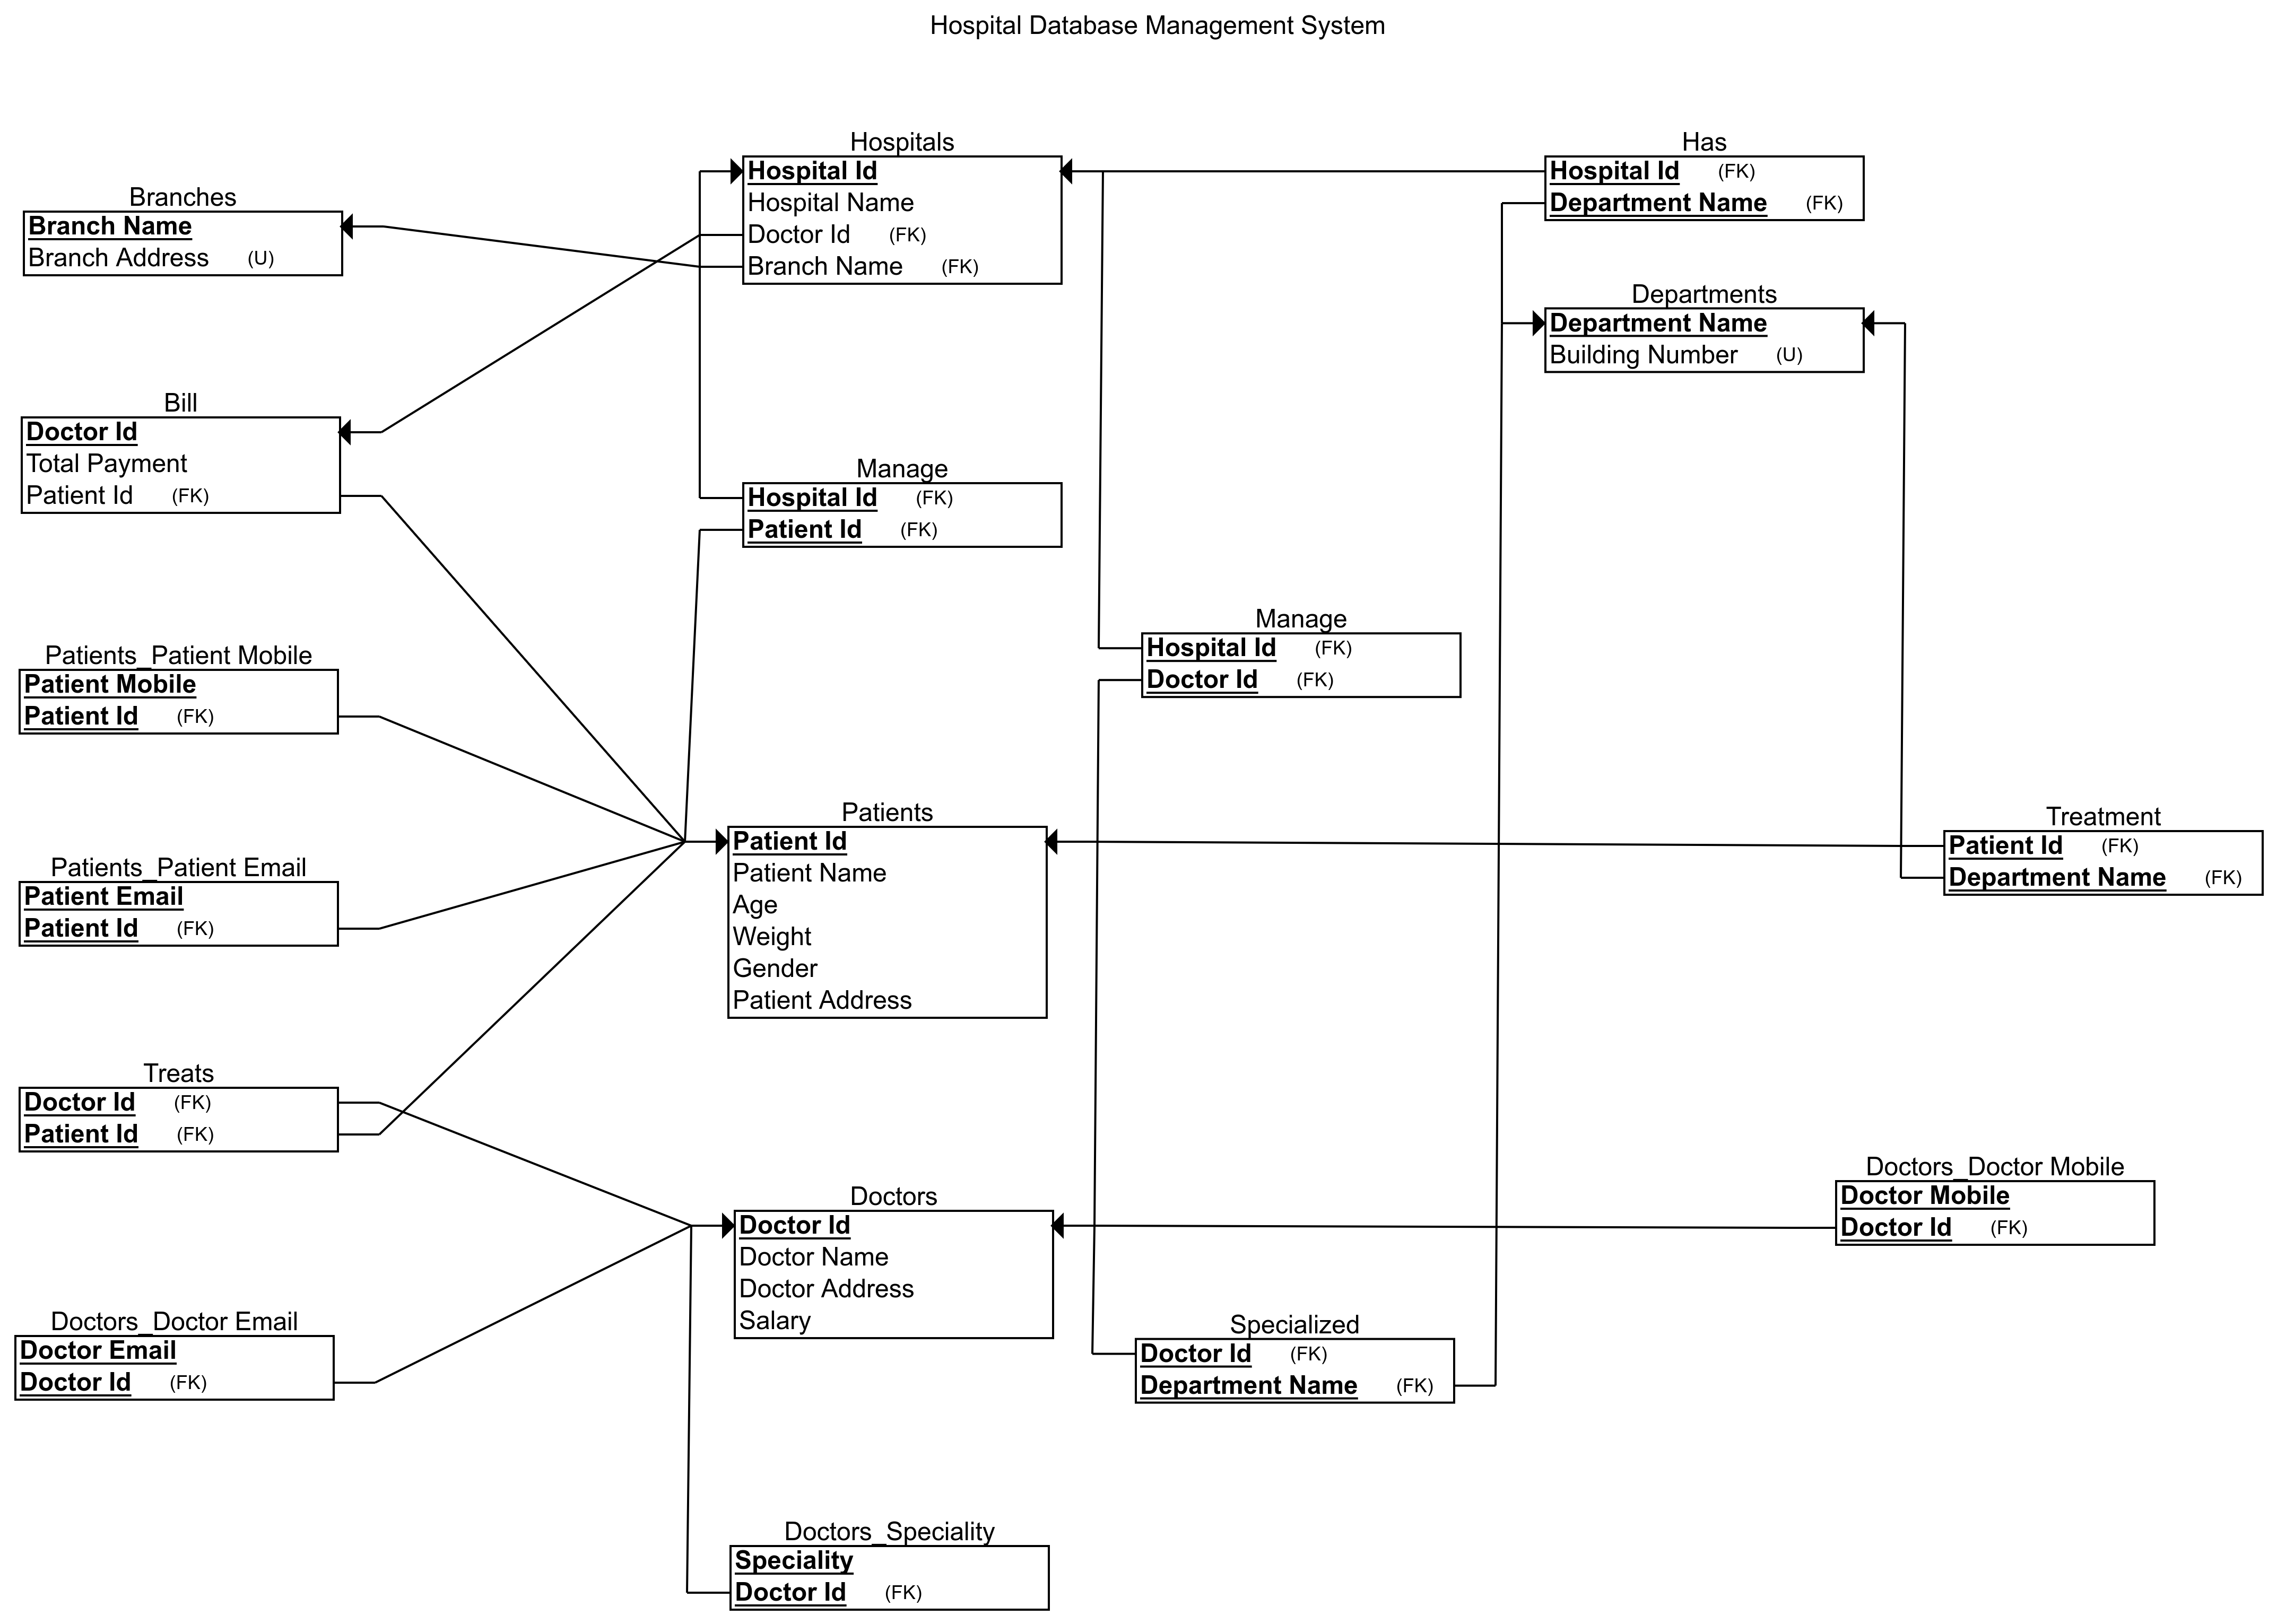 Hospital Database Management System
Hospitals
Hospital Id
Hospital Name
Doctor Id (FK)
Branch Name (FK)
Has
Hospital Id (FK)
Department Name (FK)
Branches
Branch Name
Branch Address (U)
Departments
Department Name
Building Number (U)
Bill
Doctor Id
Total Payment
Patient Id (FK)
Manage
Hospital Id (FK)
Patient Id (FK)
Manage
Hospital Id (FK)
Doctor Id (FK)
Patients_Patient Mobile
Patient Mobile
Patient Id (FK)
Patients
Patient Id
Patient Name
Age
Weight
Gender
Patient Address
Treatment
Patient Id (FK)
Department Name (FK)
Patients_Patient Email
Patient Email
Patient Id (FK)
Treats
Doctor Id (FK)
Patient Id (FK)
Doctors
Doctor Id
Doctor Name
Doctor Address
Salary
Doctors_Doctor Mobile
Doctor Mobile
Doctor Id (FK)
Doctors_Doctor Email
Doctor Email
Doctor Id (FK)
Specialized
Doctor Id (FK)
Department Name (FK)
Doctors_Speciality
Speciality
Doctor Id (FK)